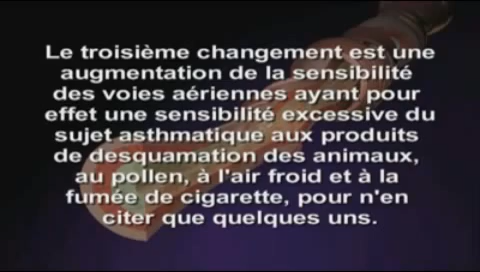 Le troisième changement est une
augmentation de la sensibilité
des voies aériennes ayant pour
effet une sensibilité excessive du
sujet asthmatique aux produits
de desquamation des animaux,
au pollen, à l'air froid et à la
fumée de cigarette, pour n'en
citer que quelques uns.